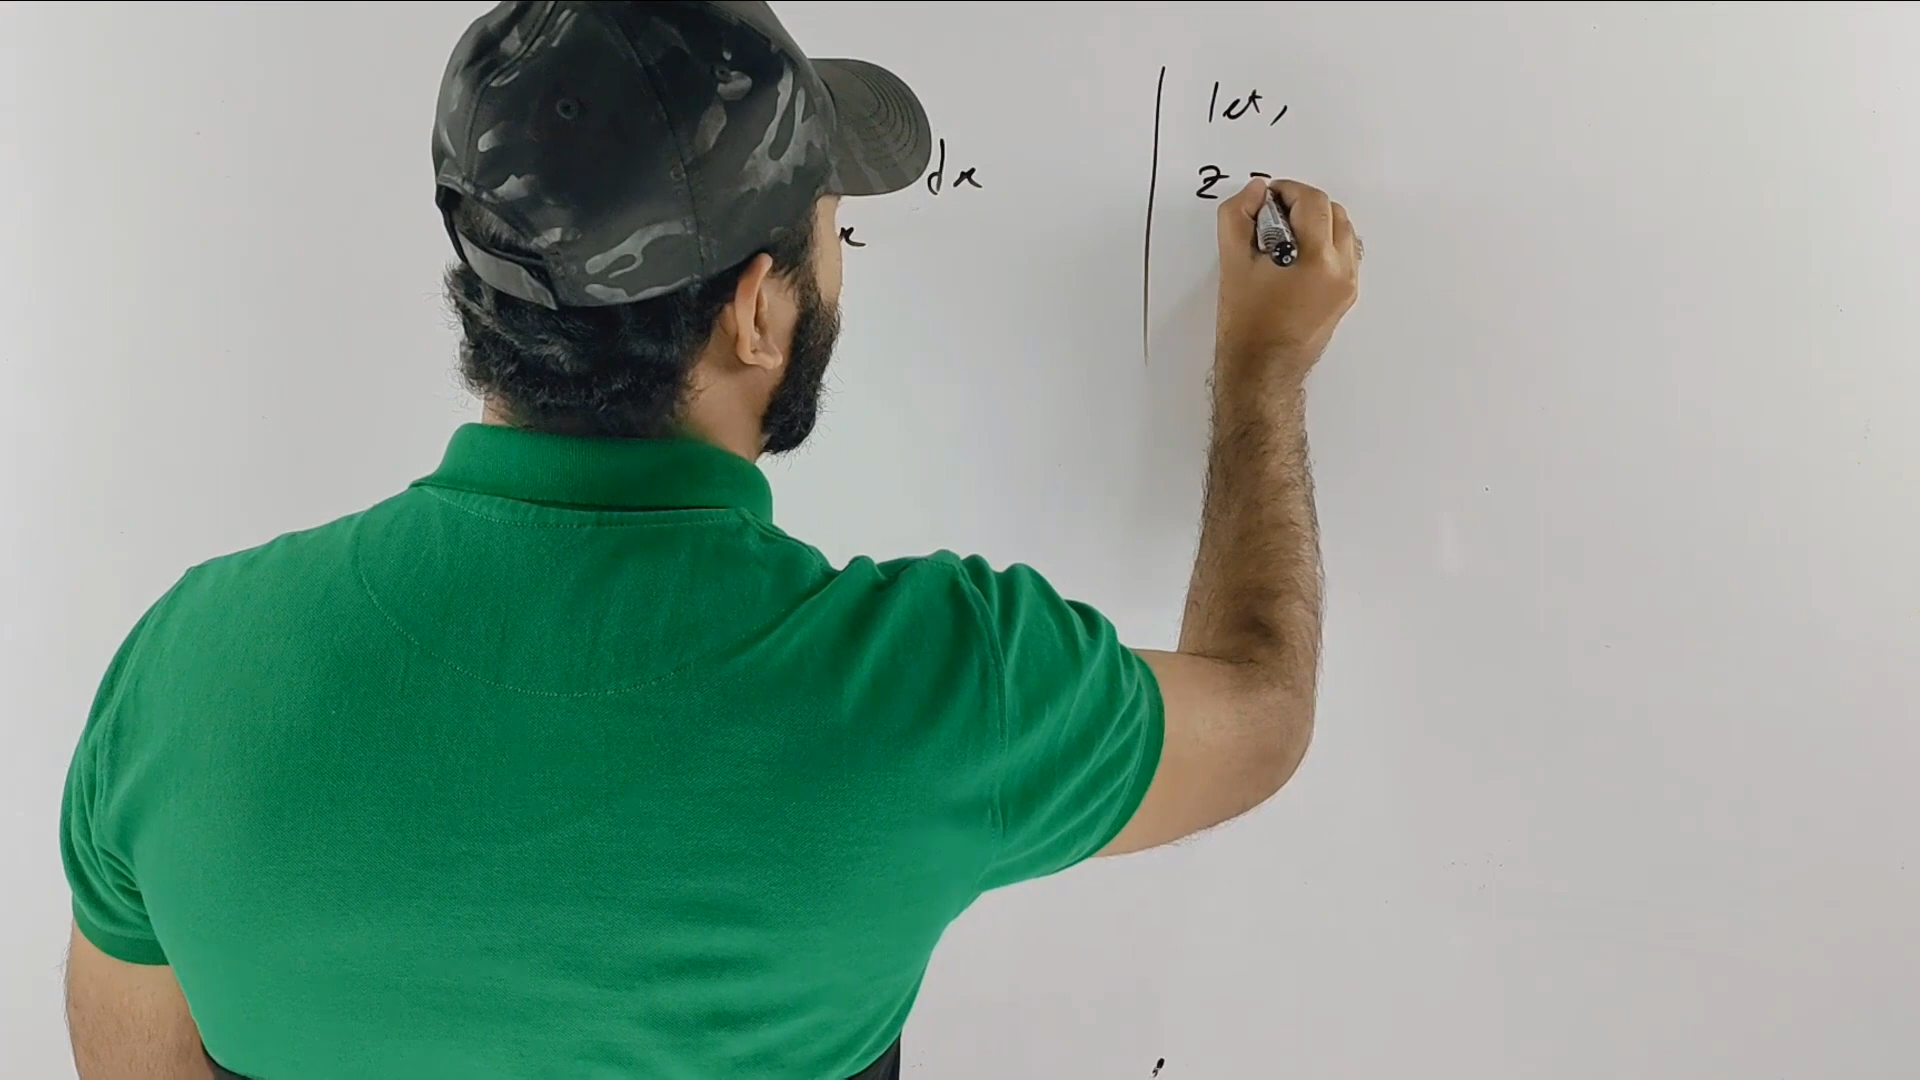 dx
x
let,
z =